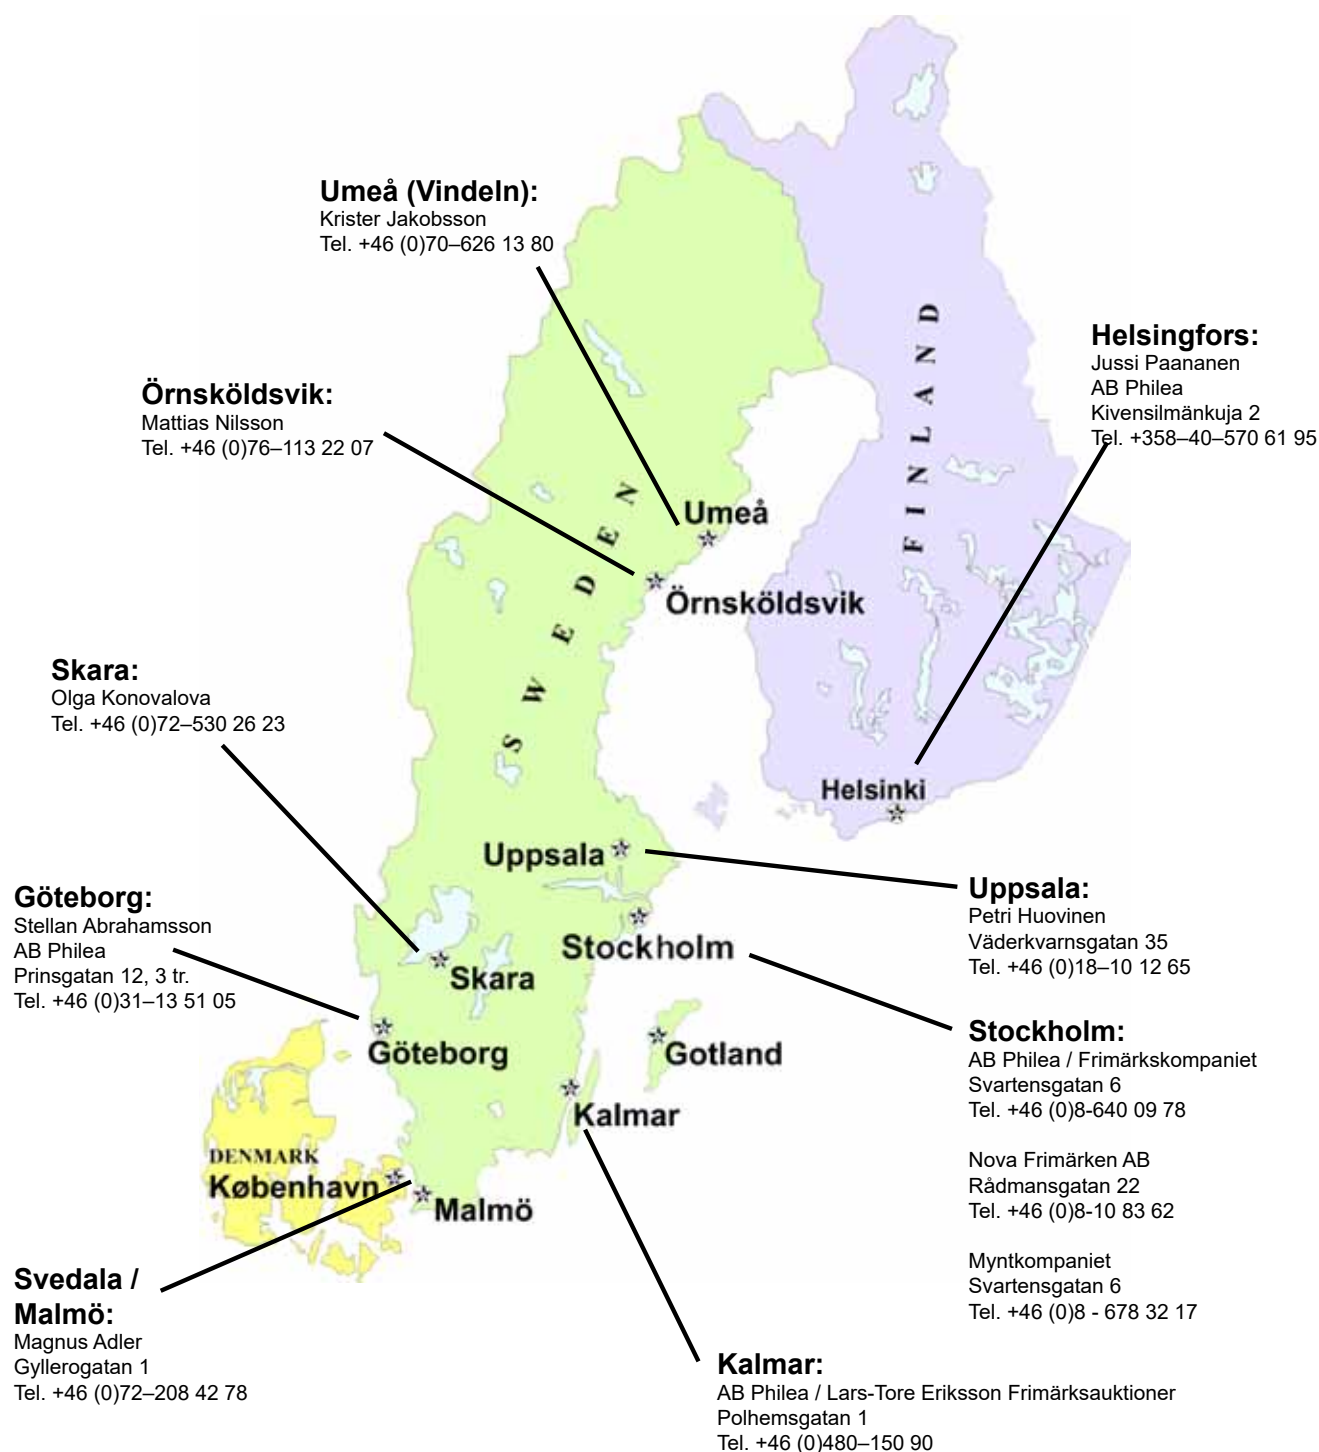 Umeå (Vindeln):
Krister Jakobsson
Tel. +46 (0)70–626 13 80
Helsingfors:
Jussi Paananen
AB Philea
Kivensilmänkuja 2
Tel. +358–40–570 61 95
Örnsköldsvik:
Mattias Nilsson
Tel. +46 (0)76–113 22 07
FINLAND
SWEDEN
Umeå
Örnsköldsvik
Skara:
Olga Konovalova
Tel. +46 (0)72–530 26 23
Helsinki
Uppsala
Göteborg:
Stellan Abrahamsson
AB Philea
Prinsgatan 12, 3 tr.
Tel. +46 (0)31–13 51 05
Uppsala:
Petri Huovinen
Väderkvarnsgatan 35
Tel. +46 (0)18–10 12 65
Stockholm
Skara
Göteborg
Gotland
Kalmar
Stockholm:
AB Philea / Frimärkskompaniet
Svartensgatan 6
Tel. +46 (0)8-640 09 78
Nova Frimärken AB
Rådmansgatan 22
Tel. +46 (0)8-10 83 62
Myntkompaniet
Svartensgatan 6
Tel. +46 (0)8 - 678 32 17
DENMARK
København
Malmö
Svedala /
Malmö:
Magnus Adler
Gyllerogatan 1
Tel. +46 (0)72–208 42 78
Kalmar:
AB Philea / Lars-Tore Eriksson Frimärksauktioner
Polhemsgatan 1
Tel. +46 (0)480–150 90